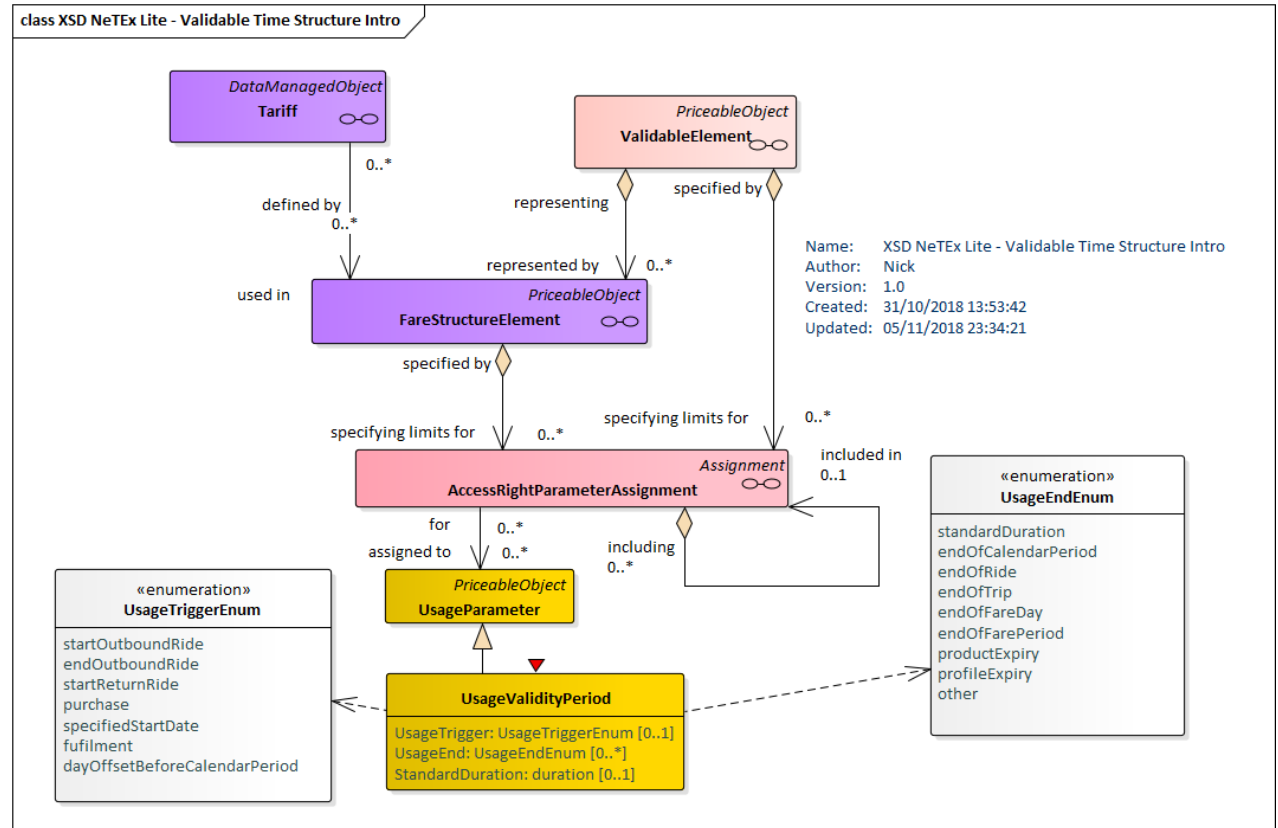 class XSD NeTEx Lite - Validable Time Structure Intro
DataManagedObject
Tariff
PriceableObject
ValidableElement
0..*
defined by
0..*
representing
specified by
represented by
0..*
used in
Name: XSD NeTEx Lite - Validable Time Structure Intro
Author: Nick
Version: 1.0
Created: 31/10/2018 13:53:42
Updated: 05/11/2018 23:34:21
PriceableObject
FareStructureElement
specified by
specifying limits for
0..*
specifying limits for
0..*
Assignment
AccessRightParameterAssignment
included in
0..1
for
0..*
assigned to
0..*
including
0..*
PriceableObject
UsageParameter
UsageValidityPeriod
UsageTrigger: UsageTriggerEnum [0..1]
UsageEnd: UsageEndEnum [0..*]
StandardDuration: duration [0..1]
«enumeration»
UsageTriggerEnum
startOutboundRide
endOutboundRide
startReturnRide
purchase
specifiedStartDate
fufilment
dayOffsetBeforeCalendarPeriod
«enumeration»
UsageEndEnum
standardDuration
endOfCalendarPeriod
endOfRide
endOfTrip
endOfFareDay
endOfFarePeriod
productExpiry
profileExpiry
other